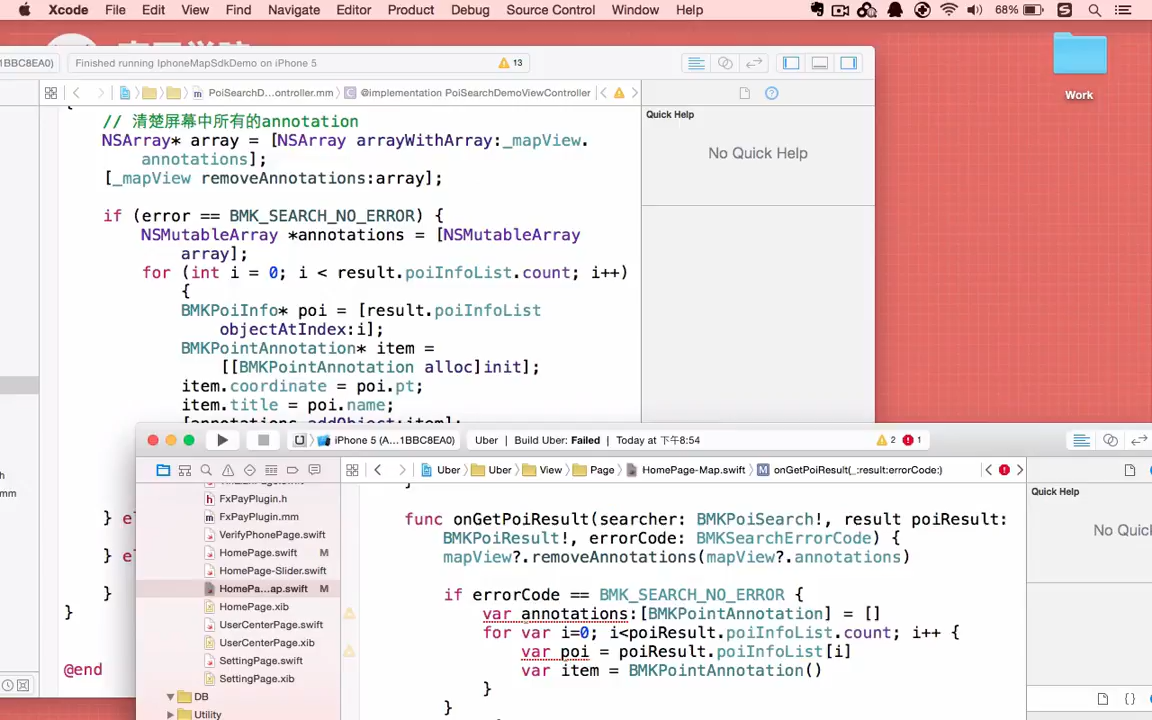 Xcode File Edit View Find Navigate Editor Product Debug Source Control Window Help 68%
1BBC8EA0) Finished running IphoneMapSdkDemo on iPhone 5 13
PoiSearchD...ontroller.mm @implementation PoiSearchDemoViewController
Work
{
// 清楚屏幕中所有的annotation
NSArray* array = [NSArray arrayWithArray:_mapView.
annotations];
[_mapView removeAnnotations:array];
if (error == BMK_SEARCH_NO_ERROR) {
NSMutableArray *annotations = [NSMutableArray
array];
for (int i = 0; i < result.poiInfoList.count; i++)
{
BMKPoiInfo* poi = [result.poiInfoList
objectAtIndex:i];
BMKPointAnnotation* item =
[[BMKPointAnnotation alloc]init];
item.coordinate = poi.pt;
item.title = poi.name;
[annotations addObject:item];
} el
} e
}
}
@end
mm
Quick Help
No Quick Help
iPhone 5 (A...1BBC8EA0) Uber | Build Uber: Failed | Today at 下午8:54 2 1
Uber Uber View Page HomePage-Map.swift M onGetPoiResult(_:result:errorCode:)
FxPayPlugin.h
FxPayPlugin.mm
VerifyPhonePage.swift
HomePage.swift M
HomePage-Slider.swift
HomePa...ap.swift M
HomePage.xib
UserCenterPage.swift
UserCenterPage.xib
SettingPage.swift
SettingPage.xib
DB
Utility
func onGetPoiResult(searcher: BMKPoiSearch!, result poiResult:
BMKPoiResult!, errorCode: BMKSearchErrorCode) {
mapView?.removeAnnotations(mapView?.annotations)
if errorCode == BMK_SEARCH_NO_ERROR {
var annotations:[BMKPointAnnotation] = []
for var i=0; i<poiResult.poiInfoList.count; i++ {
var poi = poiResult.poiInfoList[i]
var item = BMKPointAnnotation()
}
}
Quick Help
No Quick